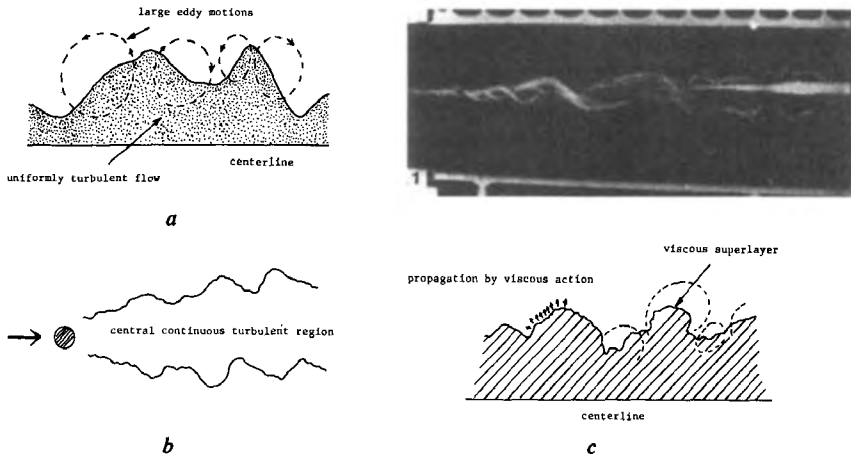 large eddy motions
centerline
uniformly turbulent flow
a
1
central continuous turbulent region
b
viscous superlayer
propagation by viscous action
centerline
c